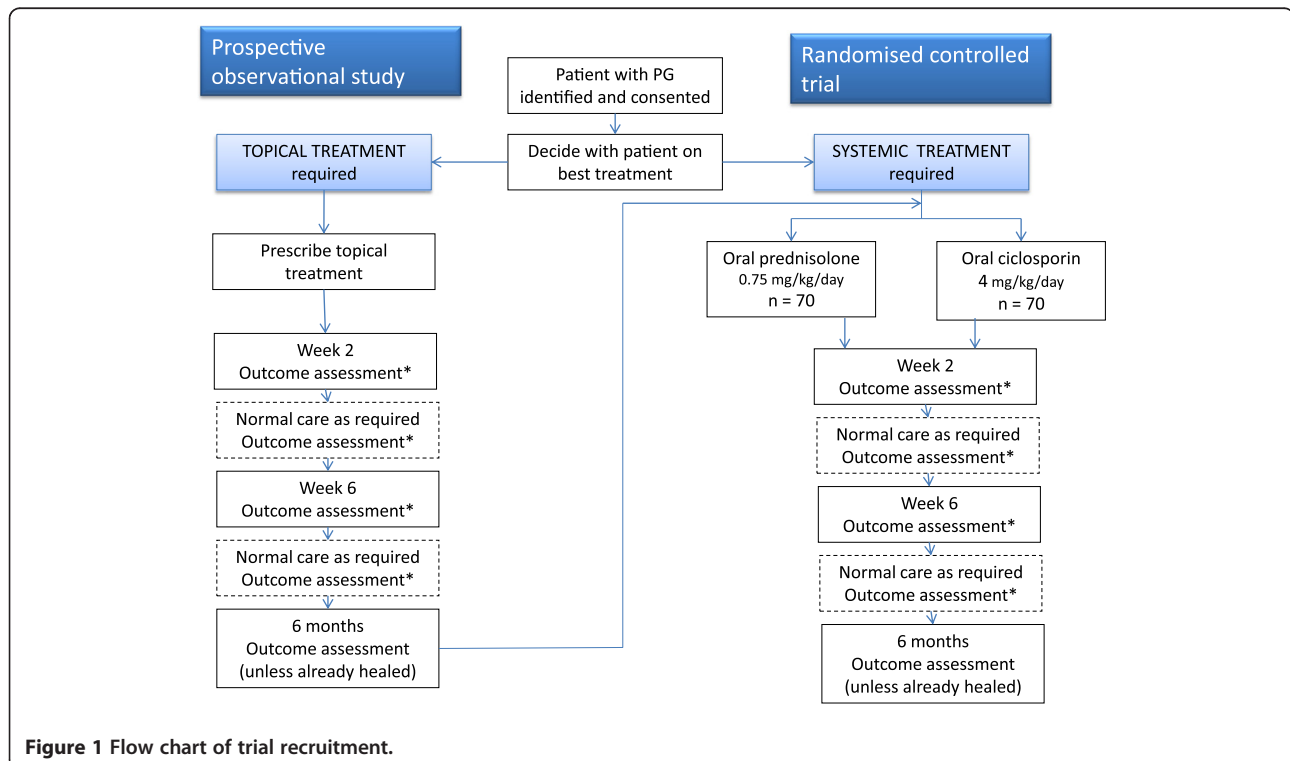 Prospective
observational study
Patient with PG
identified and consented
Randomised controlled
trial
Decide with patient on
best treatment
TOPICAL TREATMENT
required
Prescribe topical
treatment
Week 2
Outcome assessment*
Normal care as required
Outcome assessment*
Week 6
Outcome assessment*
Normal care as required
Outcome assessment*
6 months
Outcome assessment
(unless already healed)
SYSTEMIC TREATMENT
required
Oral prednisolone
0.75 mg/kg/day
n = 70
Oral ciclosporin
4 mg/kg/day
n = 70
Week 2
Outcome assessment*
Normal care as required
Outcome assessment*
Week 6
Outcome assessment*
Normal care as required
Outcome assessment*
6 months
Outcome assessment
(unless already healed)
Figure 1 Flow chart of trial recruitment.